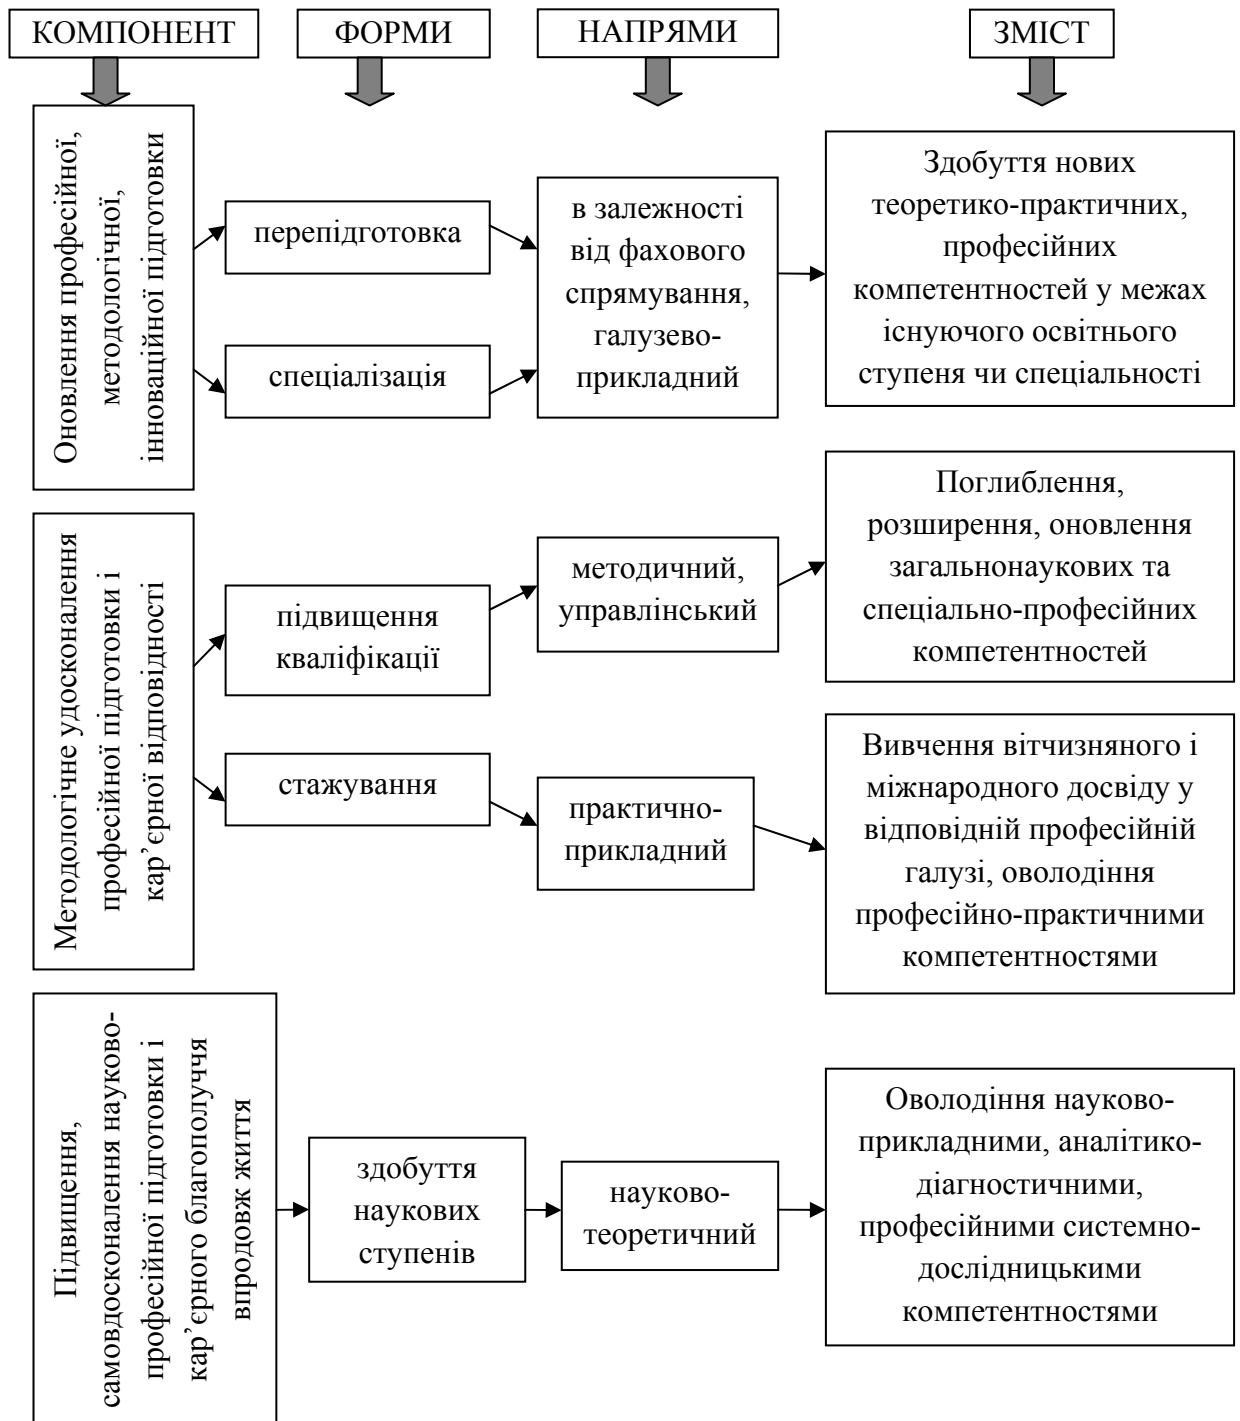 КОМПОНЕНТ
ФОРМИ
НАПРЯМИ
ЗМІСТ
Оновлення професійної,
методологічної,
інноваційної підготовки
перепідготовка
спеціалізація
в залежності
від фахового
спрямування,
галузево-
прикладний
Здобуття нових
теоретико-практичних,
професійних
компетентностей у межах
існуючого освітнього
ступеня чи спеціальності
Методологічне удосконалення
професійної підготовки і
кар’єрної відповідності
підвищення
кваліфікації
методичний,
управлінський
Поглиблення,
розширення, оновлення
загальнонаукових та
спеціально-професійних
компетентностей
стажування
практично-
прикладний
Вивчення вітчизняного і
міжнародного досвіду у
відповідній професійній
галузі, оволодіння
професійно-практичними
компетентностями
Підвищення,
самовдосконалення науково-
професійної підготовки і
кар’єрного благополуччя
впродовж життя
здобуття
наукових
ступенів
науково-
теоретичний
Оволодіння науково-
прикладними, аналітико-
діагностичними,
професійними системно-
дослідницькими
компетентностями